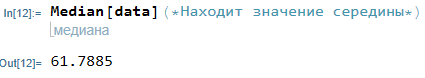 In[12]:= Median[data] (*Находит значение середины*)
медиана
Out[12]= 61.7885